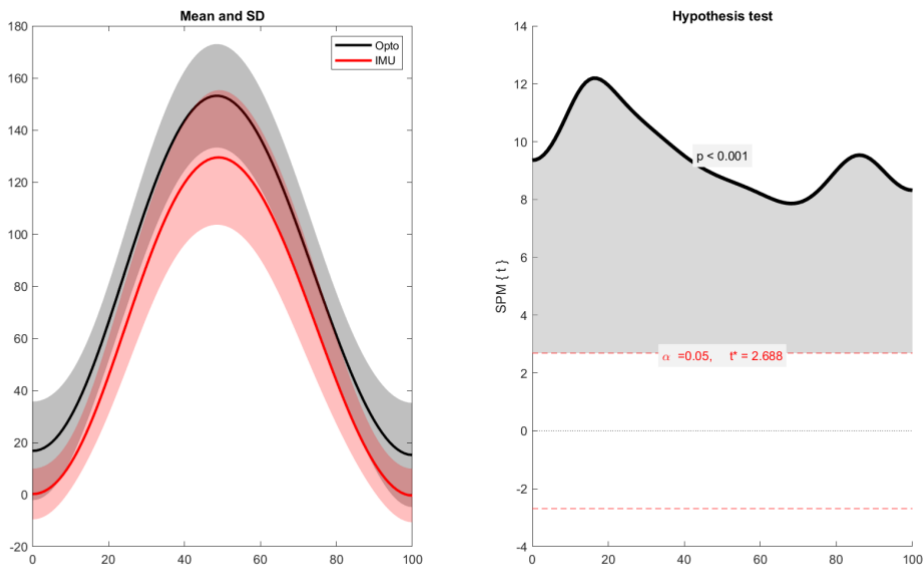 Mean and SD
180
160
140
120
100
80
60
40
20
0
-20
0 20 40 60 80 100
Opto
IMU
Hypothesis test
SPM { t }
14
12
10
8
6
4
2
0
-2
-4
0 20 40 60 80 100
p < 0.001
α =0.05, t* = 2.688